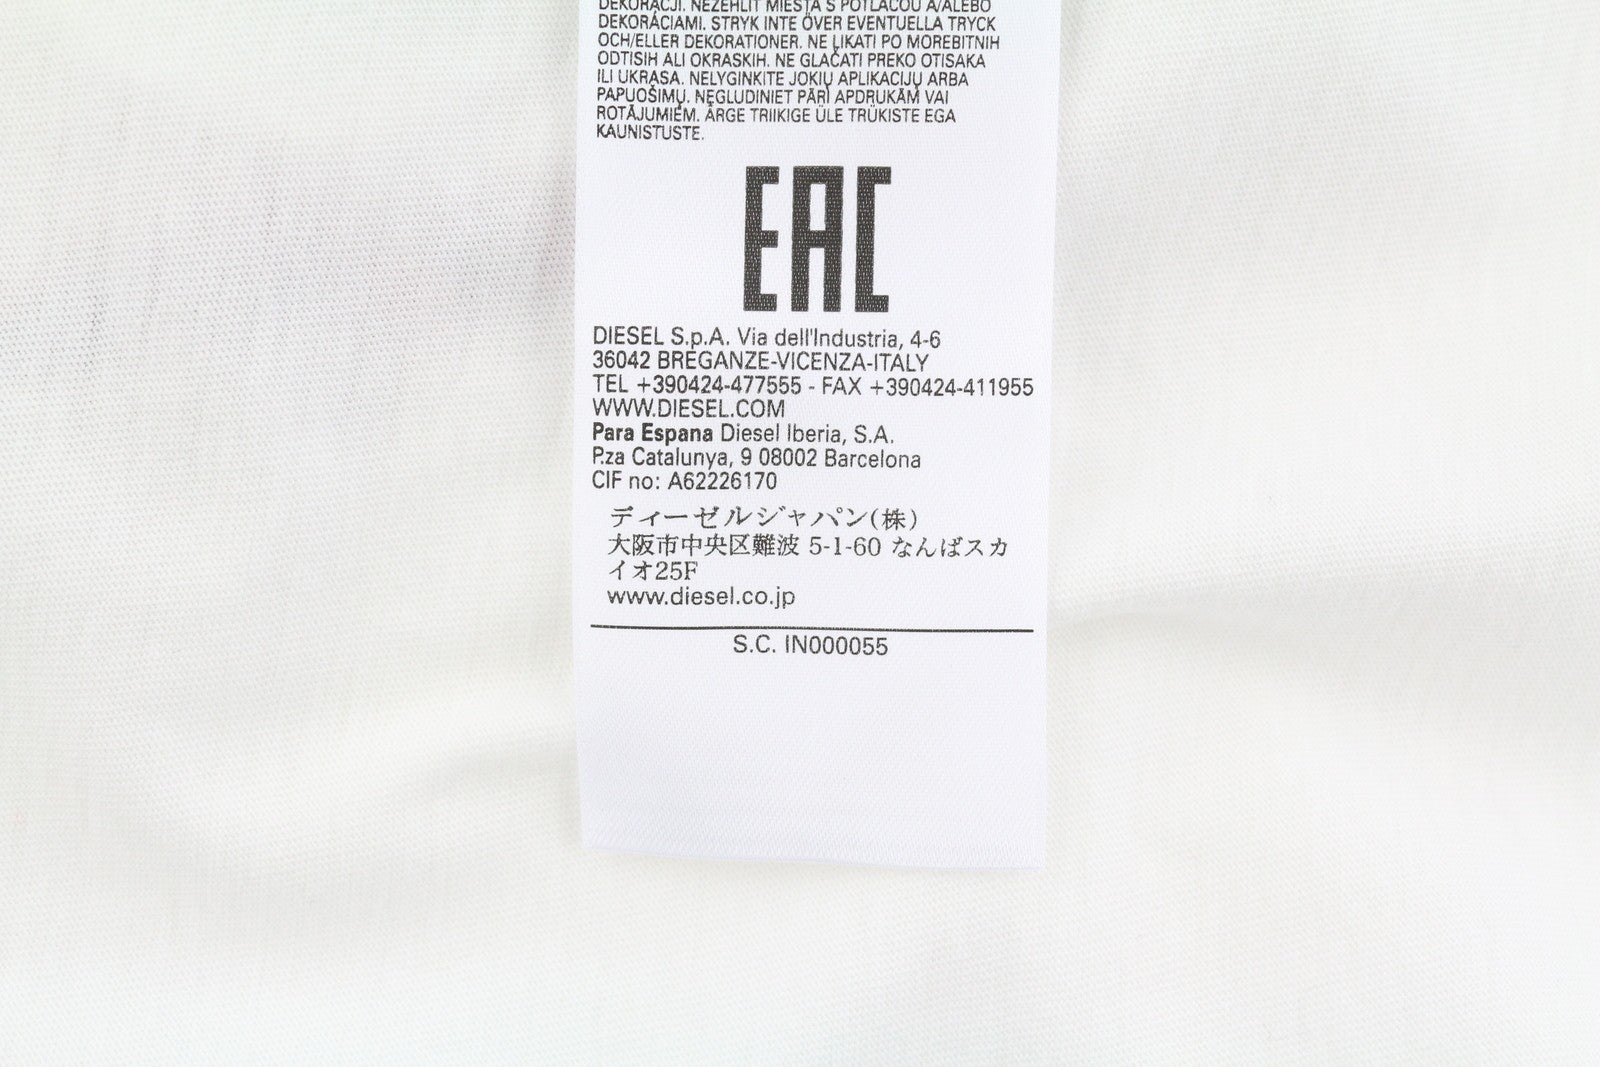 DEKORACJI. NEŽEHLIT MIESTA S POTLAČOU A/ALEBO
DEKORÁCIAMI. STRYK INTE ÖVER EVENTUELLA TRYCK
OCH/ELLER DEKORATIONER. NE LIKATI PO MOREBITNIH
ODTISIH ALI OKRASKIH. NE GLAČATI PREKO OTISAKA
ILI UKRASA. NELYGINKITE JOKIŲ APLIKACIJŲ ARBA
PAPUOŠIMŲ. NEGLUDINIET PĀRI APDRUKĀM VAI
ROTĀJUMIEM. ÄRGE TRIIKIGE ÜLE TRÜKISTE EGA
KAUNISTUSTE.
EAC
DIESEL S.p.A. Via dell'Industria, 4-6
36042 BREGANZE-VICENZA-ITALY
TEL +390424-477555 - FAX +390424-411955
WWW.DIESEL.COM
Para Espana Diesel Iberia, S.A.
P.za Catalunya, 9 08002 Barcelona
CIF no: A62226170
ディーゼルジャパン(株)
大阪市中央区難波 5-1-60 なんばスカ
イオ25F
www.diesel.co.jp
S.C. IN000055